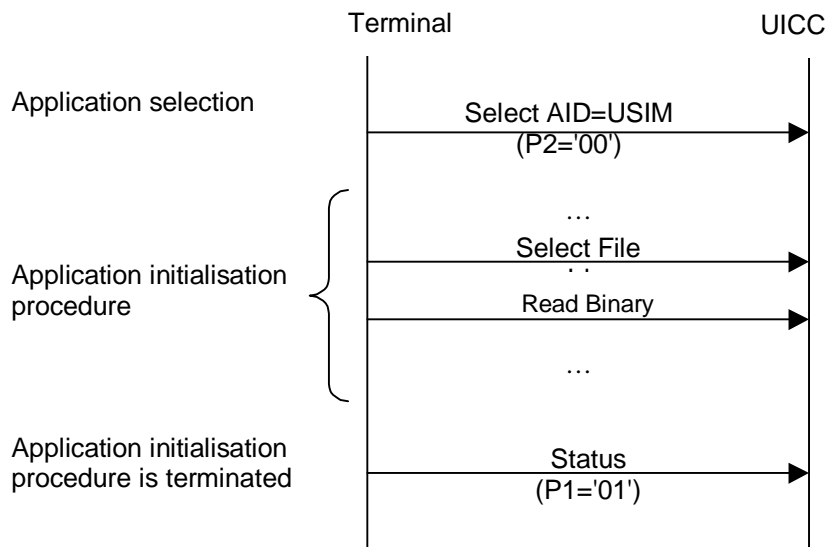 Terminal
UICC
Application selection
Select AID=USIM
(P2='00')
...
Select File
. .
Application initialisation
procedure
Read Binary
...
Application initialisation
procedure is terminated
Status
(P1='01')